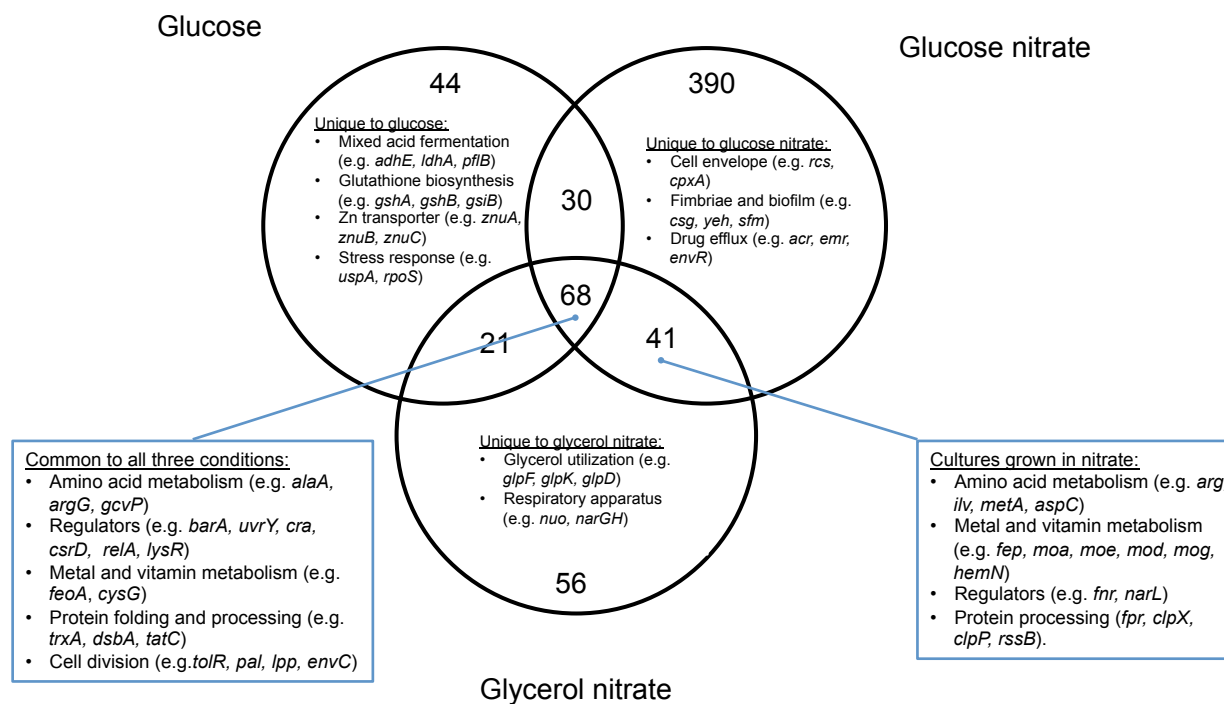 Glucose
Glucose nitrate
44
390
Unique to glucose:
• Mixed acid fermentation
(e.g. adhE, ldhA, pflB)
• Glutathione biosynthesis
(e.g. gshA, gshB, gsiB)
• Zn transporter (e.g. znuA,
znuB, znuC)
• Stress response (e.g.
uspA, rpoS)
Unique to glucose nitrate:
• Cell envelope (e.g. rcs,
cpxA)
• Fimbriae and biofilm (e.g.
csg, yeh, sfm)
• Drug efflux (e.g. acr, emr,
envR)
30
68
21
41
Unique to glycerol nitrate:
• Glycerol utilization (e.g.
glpF, glpK, glpD)
• Respiratory apparatus
(e.g. nuo, narGH)
56
Common to all three conditions:
• Amino acid metabolism (e.g. alaA,
argG, gcvP)
• Regulators (e.g. barA, uvrY, cra,
csrD, relA, lysR)
• Metal and vitamin metabolism (e.g.
feoA, cysG)
• Protein folding and processing (e.g.
trxA, dsbA, tatC)
• Cell division (e.g.tolR, pal, lpp, envC)
Cultures grown in nitrate:
• Amino acid metabolism (e.g. arg
ilv, metA, aspC)
• Metal and vitamin metabolism
(e.g. fep, moa, moe, mod, mog,
hemN)
• Regulators (e.g. fnr, narL)
• Protein processing (fpr, clpX,
clpP, rssB).
Glycerol nitrate